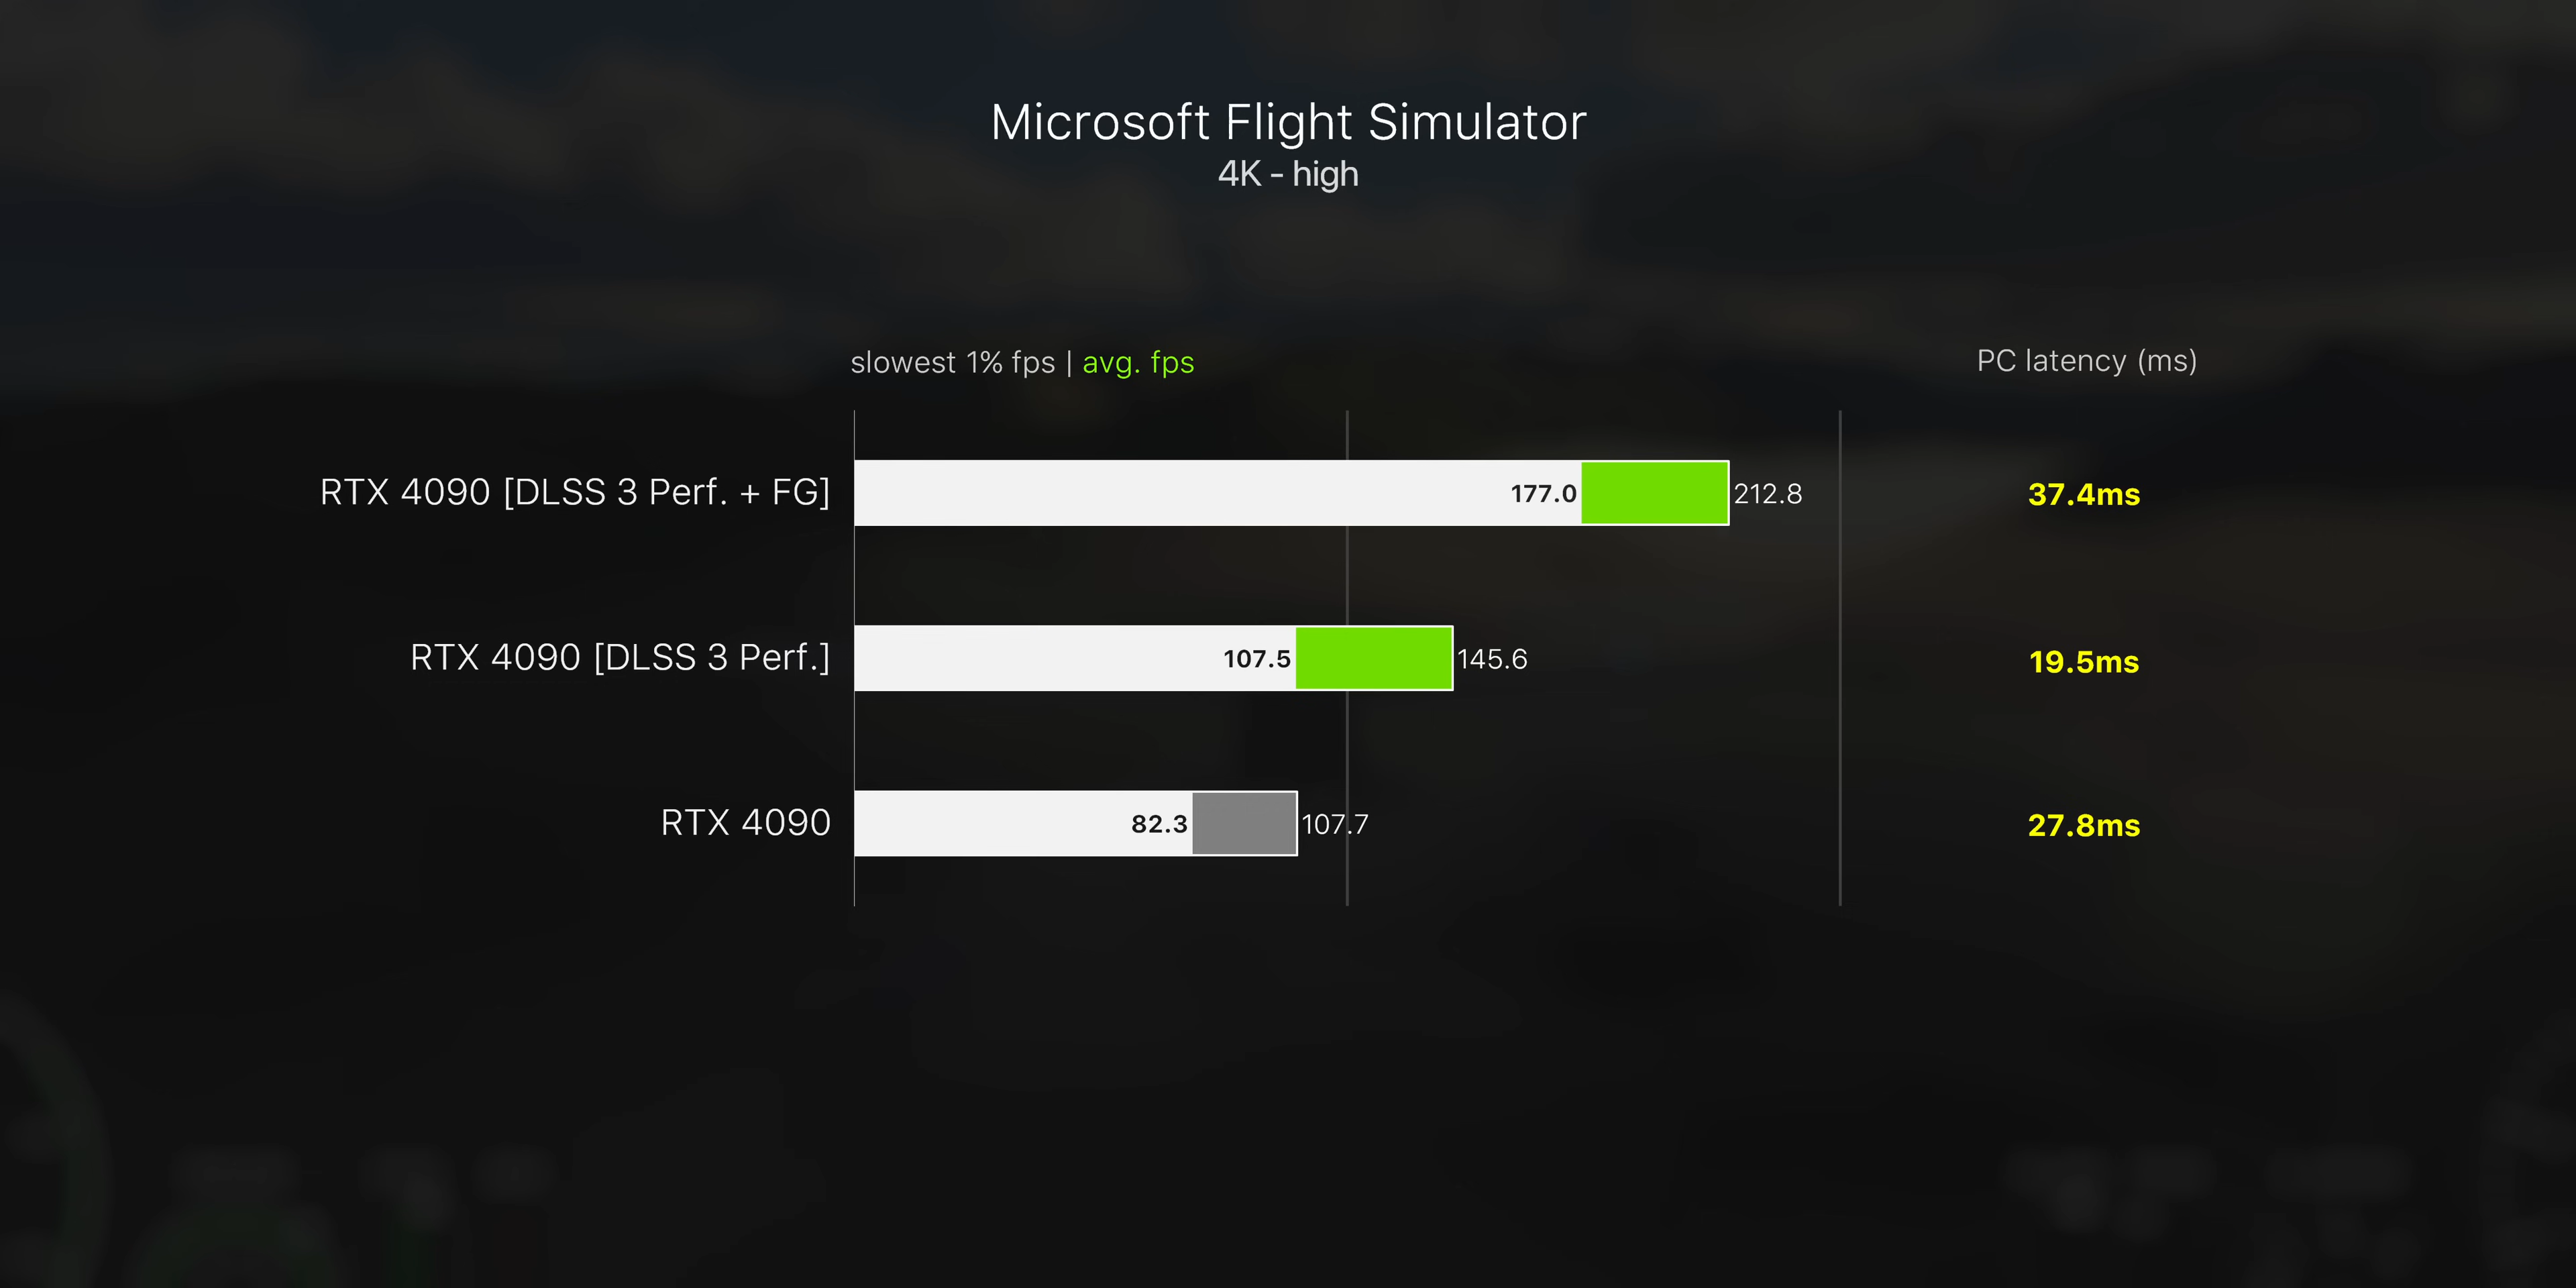 Microsoft Flight Simulator
4K - high
slowest 1% fps | avg. fps
PC latency (ms)
RTX 4090 [DLSS 3 Perf. + FG] 177.0 212.8 37.4ms
RTX 4090 [DLSS 3 Perf.] 107.5 145.6 19.5ms
RTX 4090 82.3 107.7 27.8ms